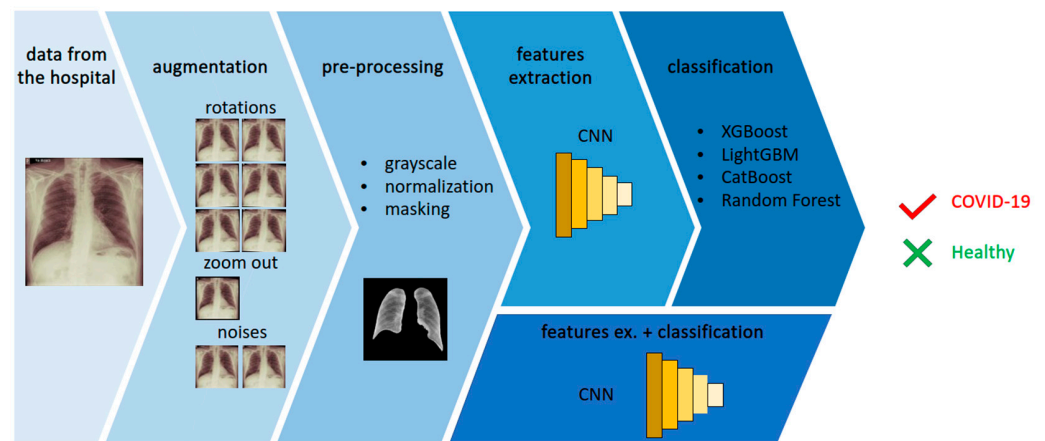 data from
the hospital
augmentation
rotations
zoom out
noises
pre-processing
• grayscale
• normalization
• masking
features
extraction
CNN
classification
• XGBoost
• LightGBM
• CatBoost
• Random Forest
features ex. + classification
CNN
COVID-19
Healthy